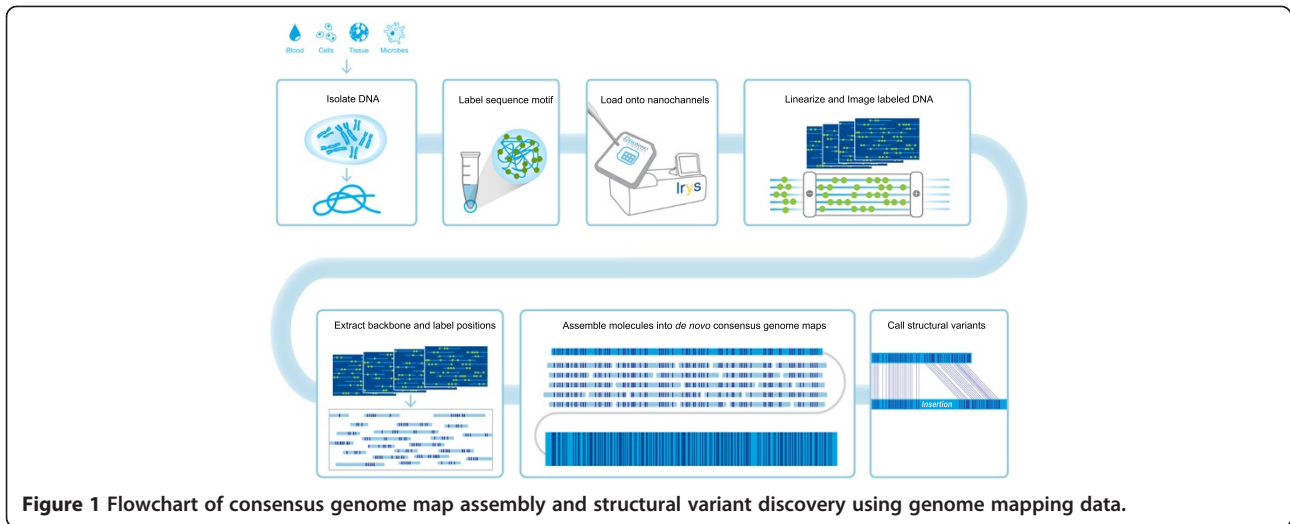 Blood Cells Tissue Microbes
Isolate DNA
Label sequence motif
Load onto nanochannels
Linearize and Image labeled DNA
Irys
Extract backbone and label positions
Assemble molecules into de novo consensus genome maps
Call structural variants
Insertion
Figure 1 Flowchart of consensus genome map assembly and structural variant discovery using genome mapping data.